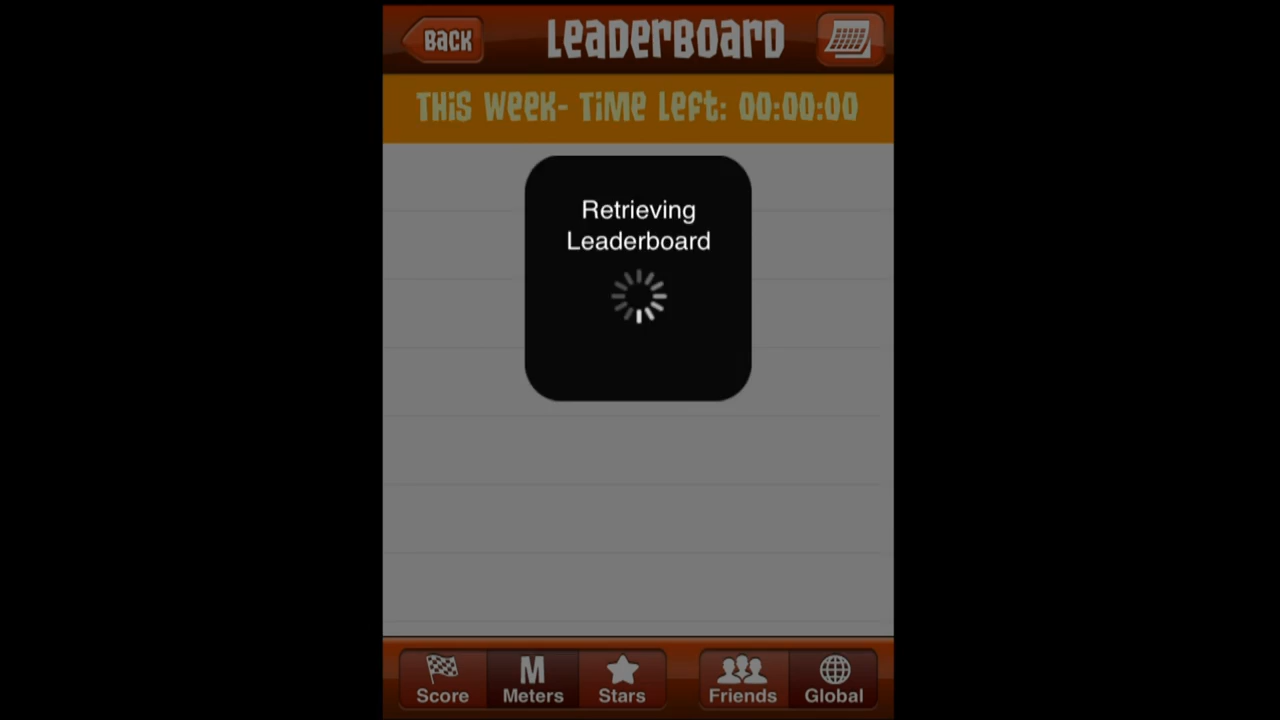 BACK
LEADERBOARD
THIS WEEK- TIME LEFT: 00:00:00
Retrieving
Leaderboard
Score
M
Meters
Stars
Friends
Global